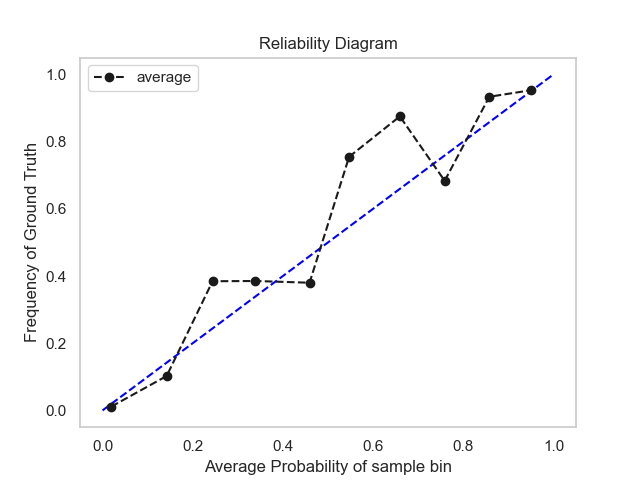 Reliability Diagram
average
Frequency of Ground Truth
1.0
0.8
0.6
0.4
0.2
0.0
0.0 0.2 0.4 0.6 0.8 1.0
Average Probability of sample bin